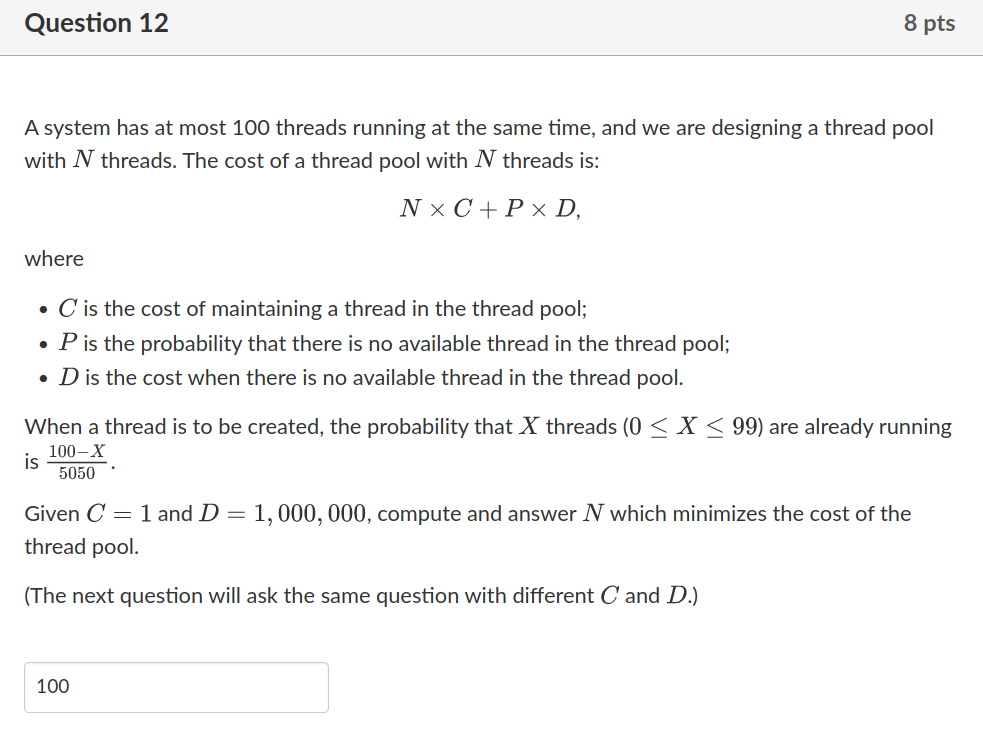 Question 12 8 pts
A system has at most 100 threads running at the same time, and we are designing a thread pool
with N threads. The cost of a thread pool with N threads is:
N × C + P × D,
where
• C is the cost of maintaining a thread in the thread pool;
• P is the probability that there is no available thread in the thread pool;
• D is the cost when there is no available thread in the thread pool.
When a thread is to be created, the probability that X threads (0 ≤ X ≤ 99) are already running
is (100−X)/5050.
Given C = 1 and D = 1,000,000, compute and answer N which minimizes the cost of the
thread pool.
(The next question will ask the same question with different C and D.)
100